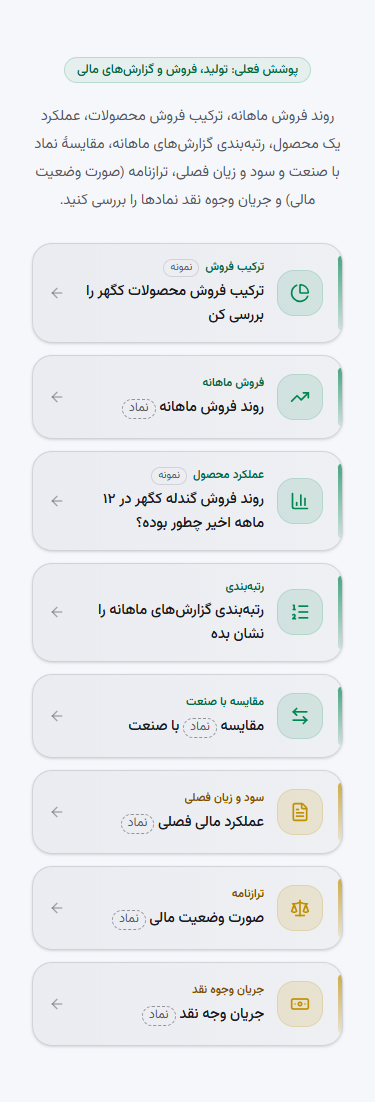 پوشش فعلی: تولید، فروش و گزارش‌های مالی
روند فروش ماهانه، ترکیب فروش محصولات، عملکرد
یک محصول، رتبه‌بندی گزارش‌های ماهانه، مقایسهٔ نماد
با صنعت و سود و زیان فصلی، ترازنامه (صورت وضعیت
مالی) و جریان وجوه نقد نمادها را بررسی کنید.
ترکیب فروش نمونه
ترکیب فروش محصولات کگهر را
بررسی کن
فروش ماهانه
روند فروش ماهانه نماد
عملکرد محصول نمونه
روند فروش گندله کگهر در ۱۲
ماهه اخیر چطور بوده؟
رتبه‌بندی
رتبه‌بندی گزارش‌های ماهانه را
نشان بده
مقایسه با صنعت
مقایسه نماد با صنعت
سود و زیان فصلی
عملکرد مالی فصلی نماد
ترازنامه
صورت وضعیت مالی نماد
جریان وجوه نقد
جریان وجه نقد نماد